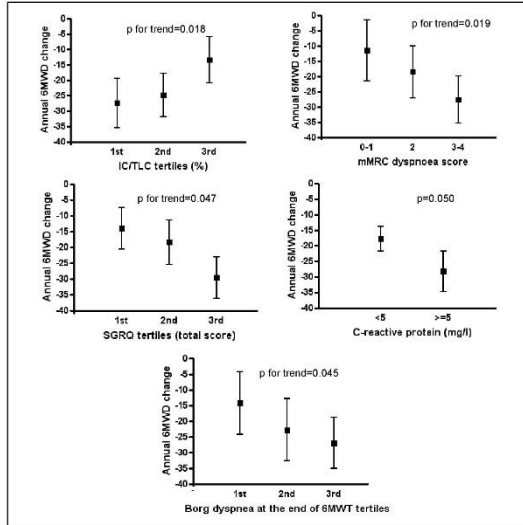 p for trend=0.018
Annual 6MWD change
0
-5
-10
-15
-20
-25
-30
-35
-40
1st 2nd 3rd
IC/TLC tertiles (%)
p for trend=0.019
Annual 6MWD change
0
-5
-10
-15
-20
-25
-30
-35
-40
0-1 2 3-4
mMRC dyspnoea score
p for trend=0.047
Annual 6MWD change
0
-5
-10
-15
-20
-25
-30
-35
-40
1st 2nd 3rd
SGRQ tertiles (total score)
p=0.050
Annual 6MWD change
0
-5
-10
-15
-20
-25
-30
-35
-40
<5 >=5
C-reactive protein (mg/l)
p for trend=0.045
Annual 6MWD change
0
-5
-10
-15
-20
-25
-30
-35
-40
1st 2nd 3rd
Borg dyspnea at the end of 6MWT tertiles